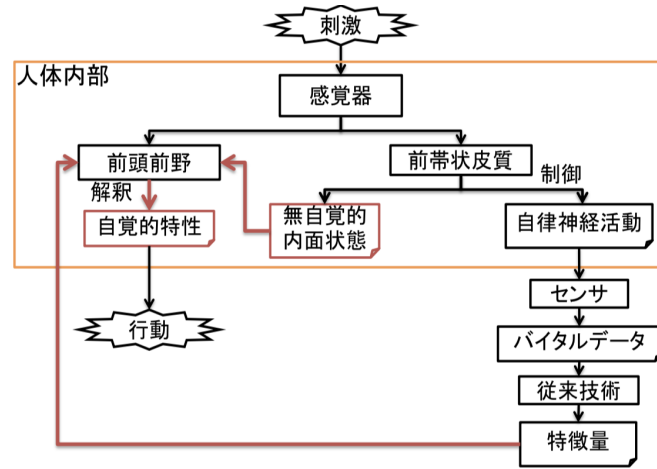 刺激
人体内部
感覚器
前頭前野
前帯状皮質
解釈
制御
自覚的特性
無自覚的
内面状態
自律神経活動
センサ
行動
バイタルデータ
従来技術
特徴量